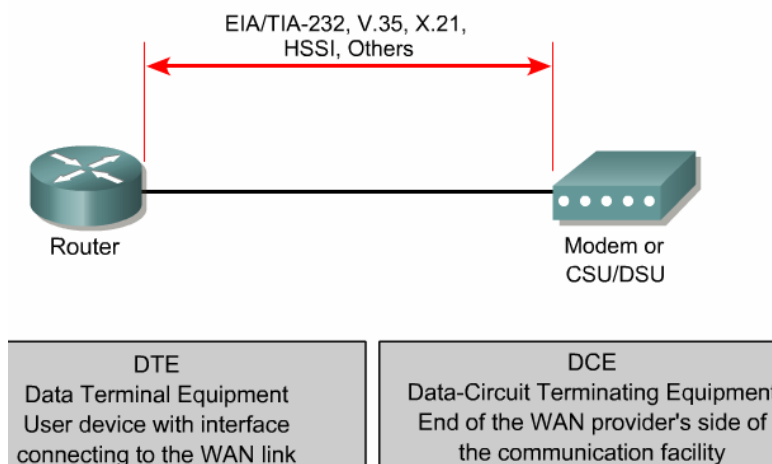 EIA/TIA-232, V.35, X.21,
HSSI, Others
Router
Modem or
CSU/DSU
DTE
Data Terminal Equipment
User device with interface
connecting to the WAN link
DCE
Data-Circuit Terminating Equipment
End of the WAN provider's side of
the communication facility